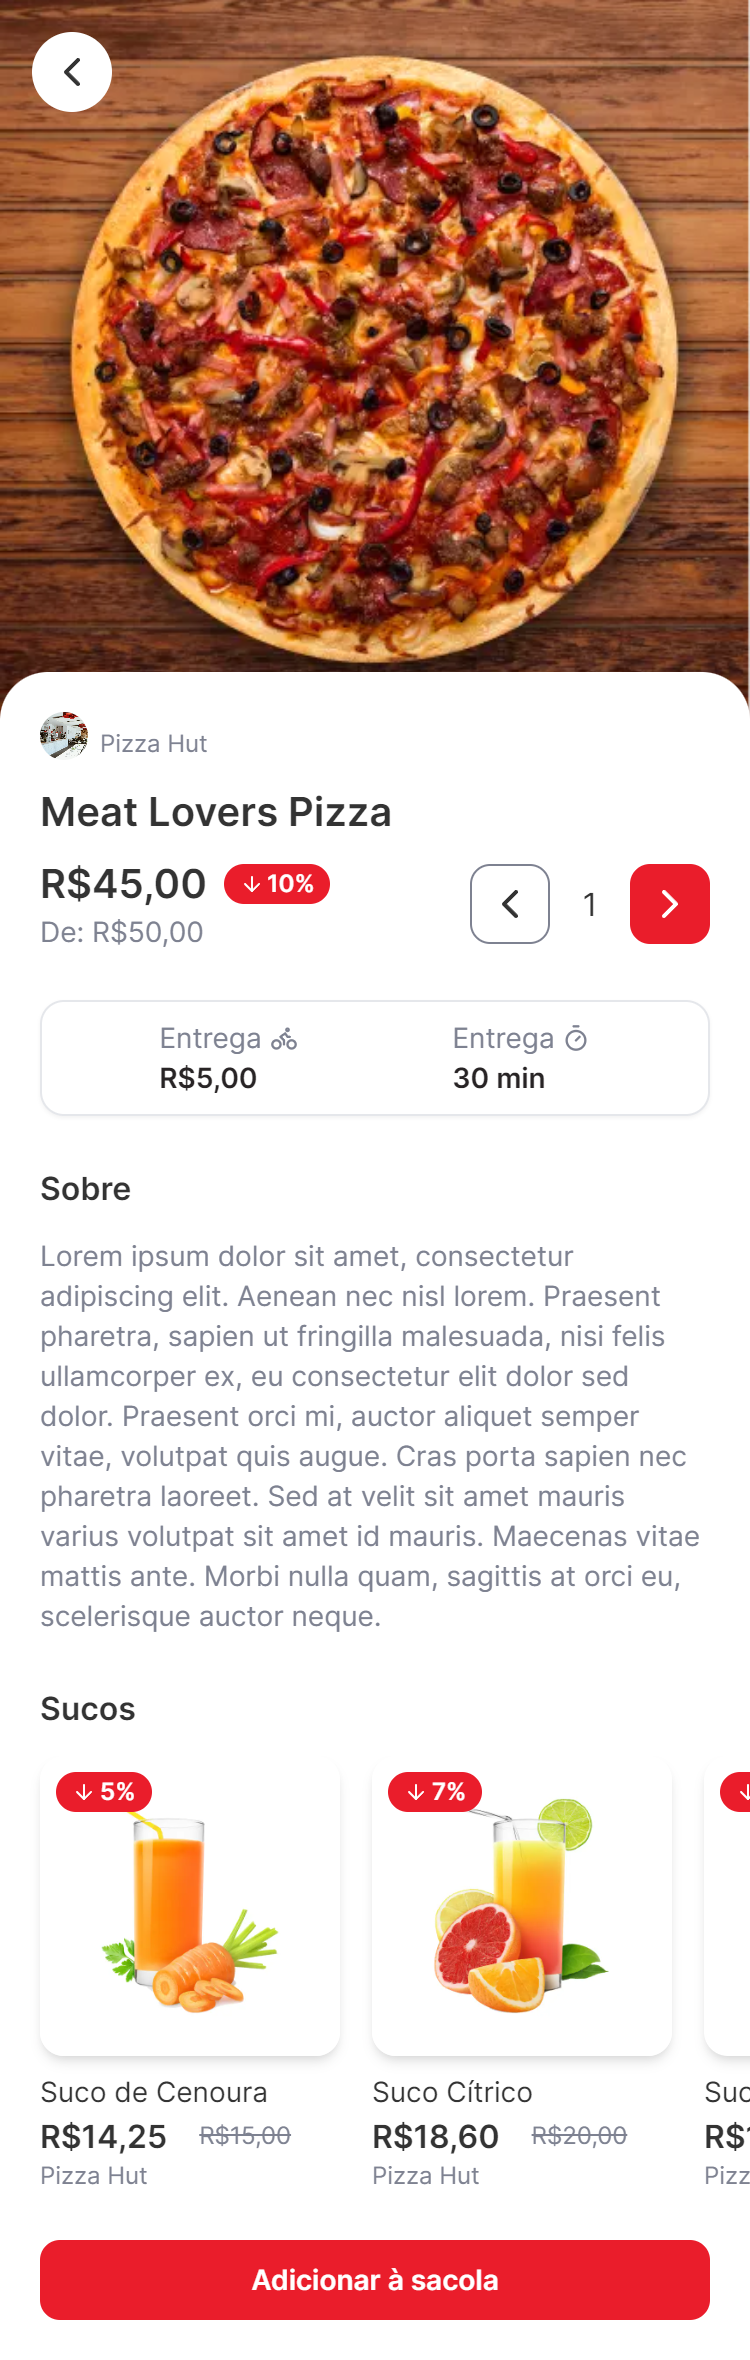 Pizza Hut
Meat Lovers Pizza
R$45,00 10%
De: R$50,00
1
Entrega Entrega
R$5,00 30 min
Sobre
Lorem ipsum dolor sit amet, consectetur
adipiscing elit. Aenean nec nisl lorem. Praesent
pharetra, sapien ut fringilla malesuada, nisi felis
ullamcorper ex, eu consectetur elit dolor sed
dolor. Praesent orci mi, auctor aliquet semper
vitae, volutpat quis augue. Cras porta sapien nec
pharetra laoreet. Sed at velit sit amet mauris
varius volutpat sit amet id mauris. Maecenas vitae
mattis ante. Morbi nulla quam, sagittis at orci eu,
scelerisque auctor neque.
Sucos
5% 7%
Suco de Cenoura Suco Cítrico
R$14,25 R$15,00 R$18,60 R$20,00
Pizza Hut Pizza Hut
Adicionar à sacola